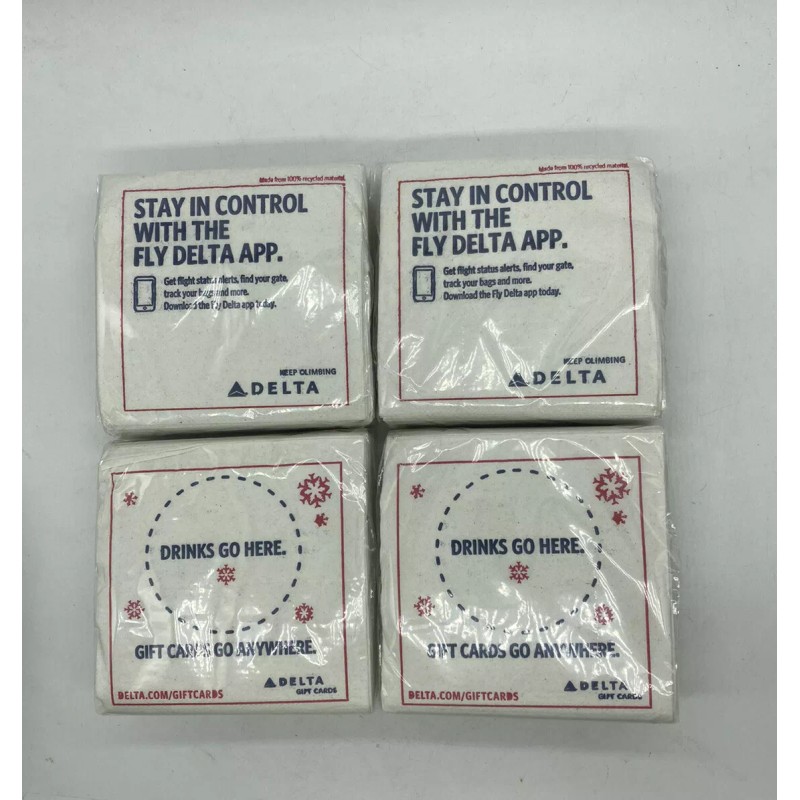 Made from 100% recycled material.
STAY IN CONTROL
WITH THE
FLY DELTA APP.
Get flight status alerts, find your gate,
track your bags and more.
Download the Fly Delta app today.
KEEP CLIMBING
DELTA
Made from 100% recycled material.
STAY IN CONTROL
WITH THE
FLY DELTA APP.
Get flight status alerts, find your gate,
track your bags and more.
Download the Fly Delta app today.
KEEP CLIMBING
DELTA
DRINKS GO HERE.
GIFT CARDS GO ANYWHERE.
DELTA
GIFT CARDS
DELTA.COM/GIFTCARDS
DRINKS GO HERE.
GIFT CARDS GO ANYWHERE.
DELTA
GIFT CARDS
DELTA.COM/GIFTCARDS